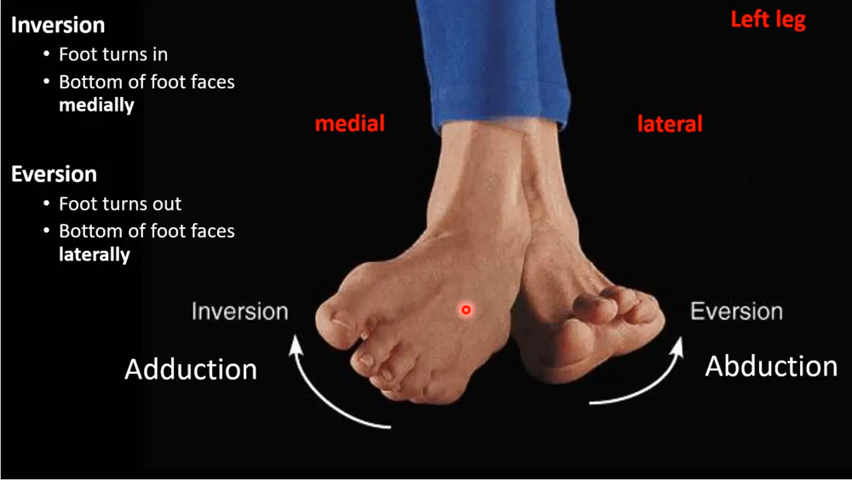 Inversion
• Foot turns in
• Bottom of foot faces
medially
Left leg
medial
lateral
Eversion
• Foot turns out
• Bottom of foot faces
laterally
Inversion
Eversion
Adduction
Abduction